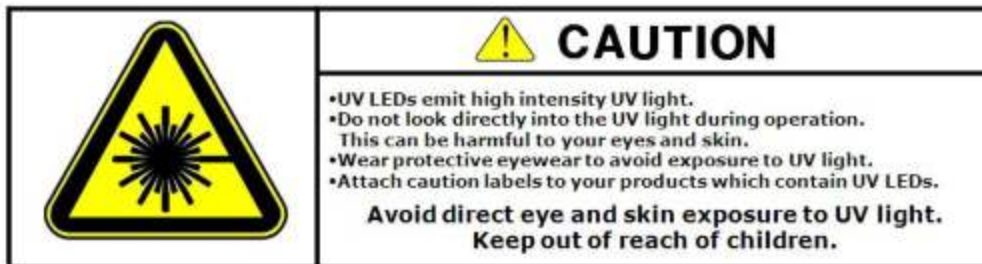 CAUTION
•UV LEDs emit high intensity UV light.
•Do not look directly into the UV light during operation.
This can be harmful to your eyes and skin.
•Wear protective eyewear to avoid exposure to UV light.
•Attach caution labels to your products which contain UV LEDs.
Avoid direct eye and skin exposure to UV light.
Keep out of reach of children.